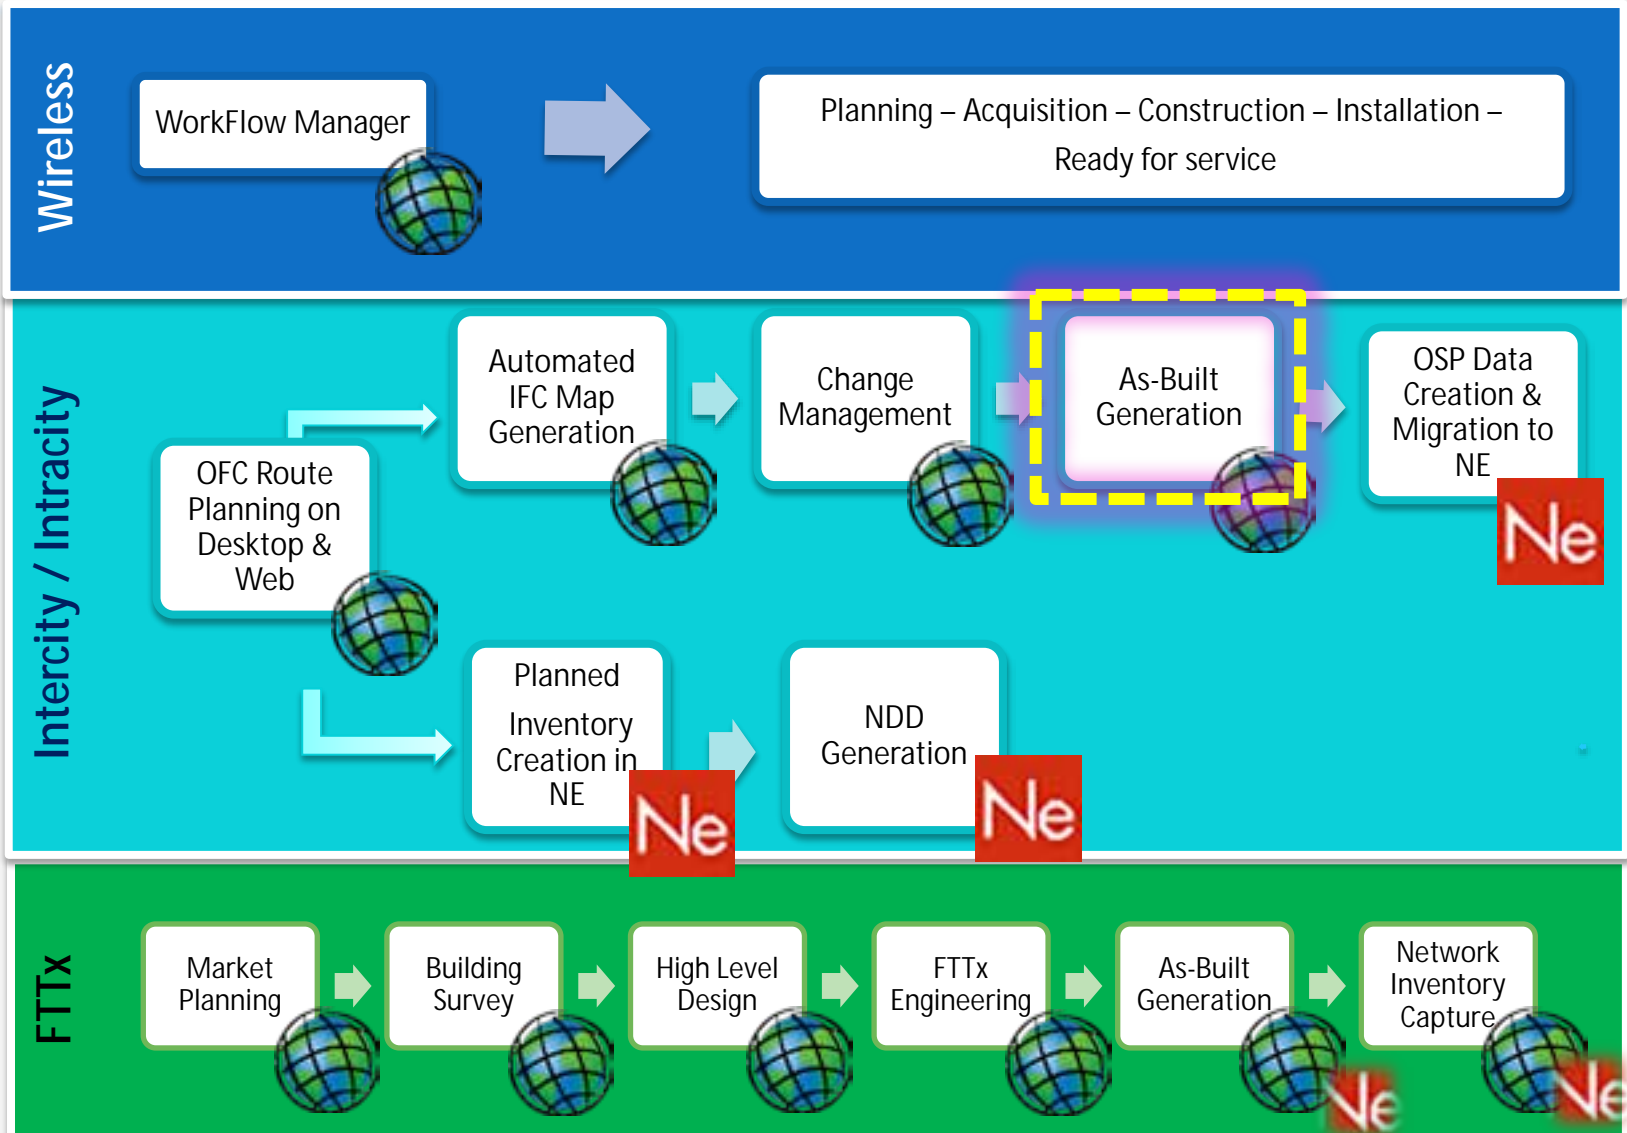 Wireless
WorkFlow Manager
Planning – Acquisition – Construction – Installation –
Ready for service
Intercity / Intracity
OFC Route
Planning on
Desktop &
Web
Automated
IFC Map
Generation
Change
Management
As-Built
Generation
OSP Data
Creation &
Migration to
NE
Ne
Planned
Inventory
Creation in
NE
Ne
NDD
Generation
Ne
FTTx
Market
Planning
Building
Survey
High Level
Design
FTTx
Engineering
As-Built
Generation
Ne
Network
Inventory
Capture
Ne